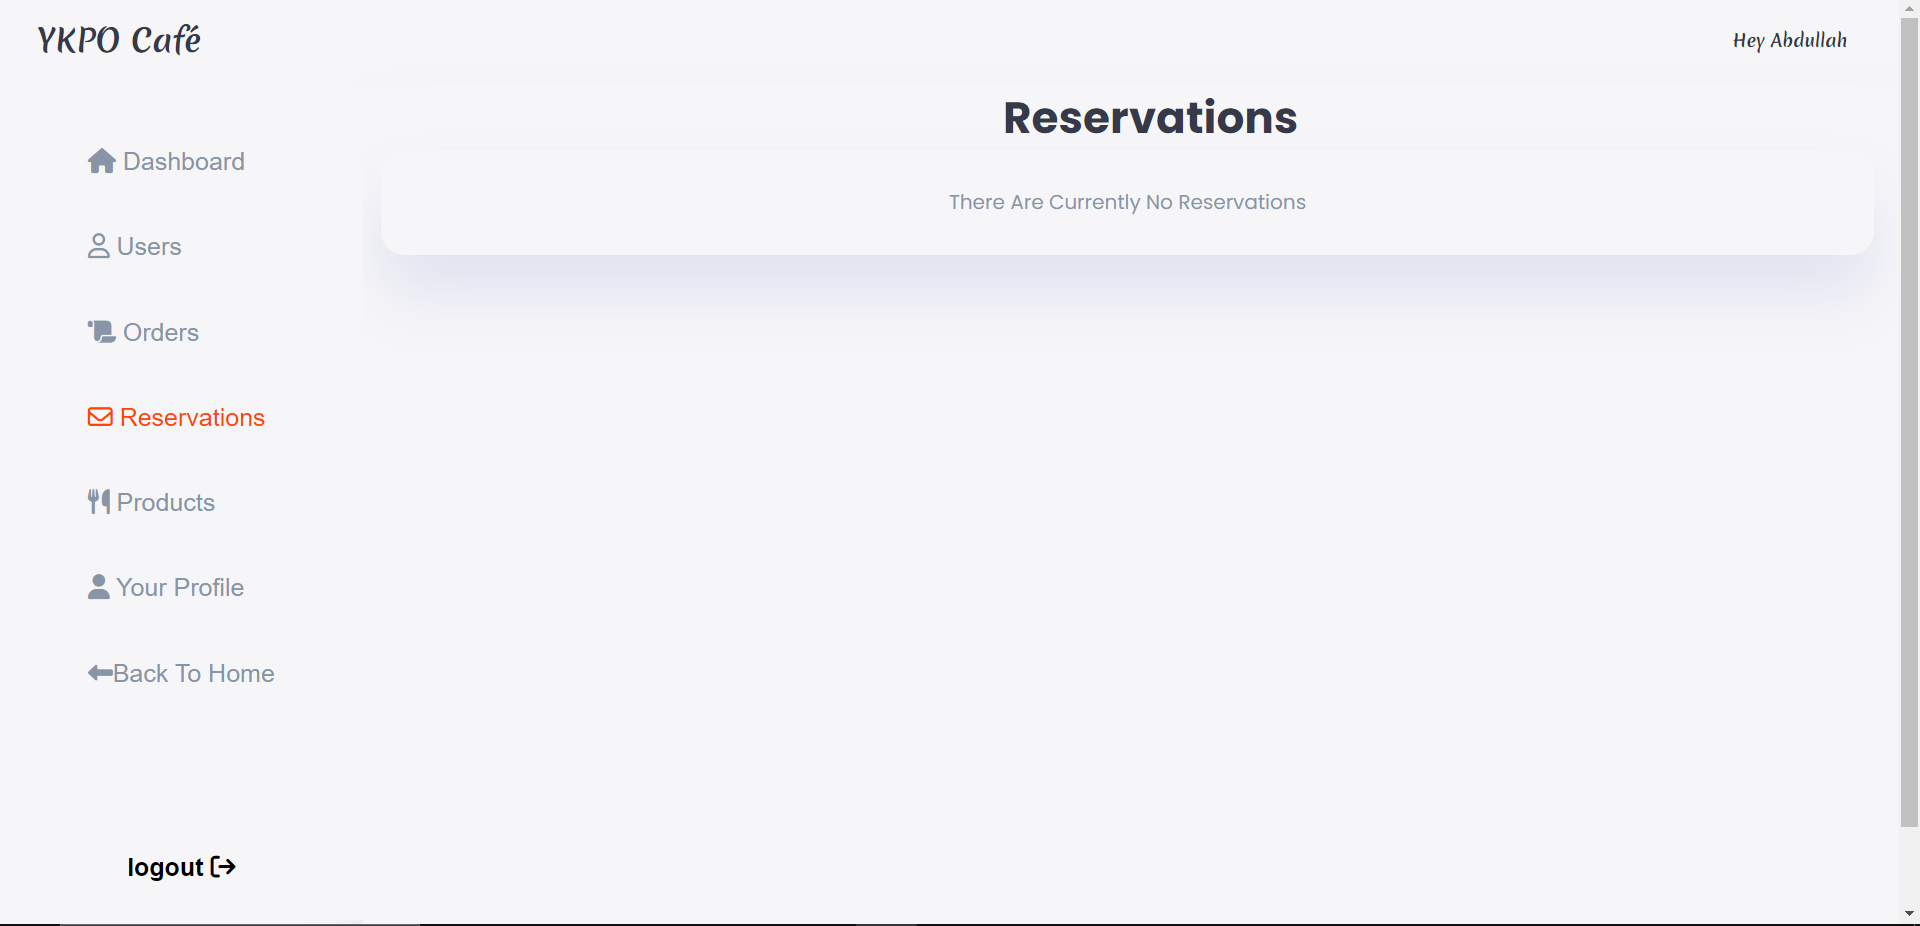 YKPO Café
Hey Abdullah
Dashboard
Users
Orders
Reservations
Products
Your Profile
Back To Home
logout
Reservations
There Are Currently No Reservations